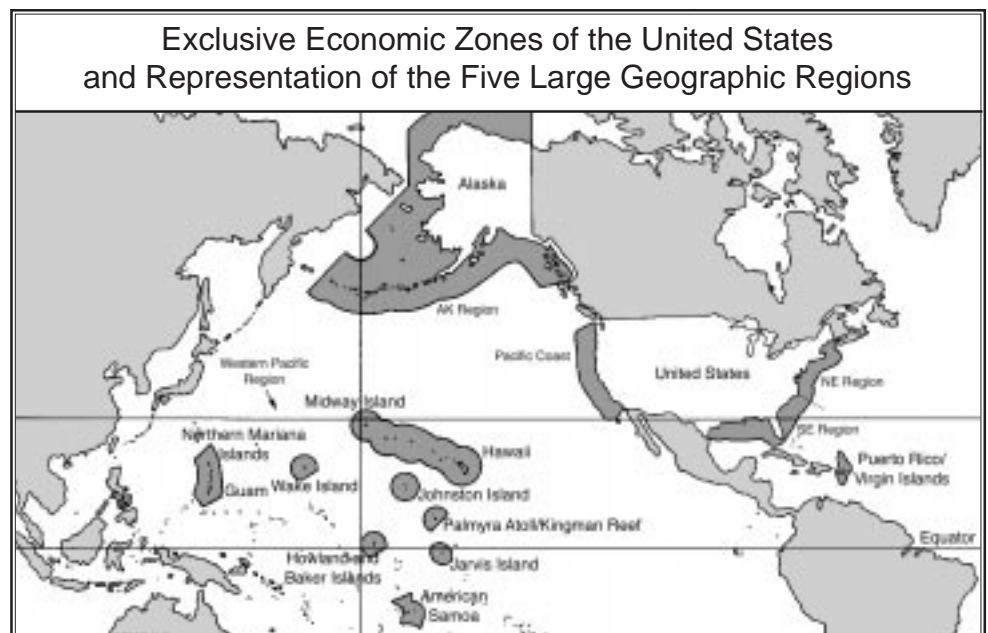 Exclusive Economic Zones of the United States
and Representation of the Five Large Geographic Regions
Alaska
AK Region
Pacific Coast
United States
NE Region
Western Pacific
Region
Midway Island
SE Region
Northern Mariana
Islands
Hawaii
Puerto Rico/
Virgin Islands
Guam
Wake Island
Johnston Island
Palmyra Atoll/Kingman Reef
Equator
Howland and
Baker Islands
Jarvis Island
American
Samoa